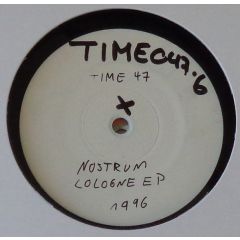 TIME047.6
TIME 47
X
NOSTRUM
COLOGNE EP
1996